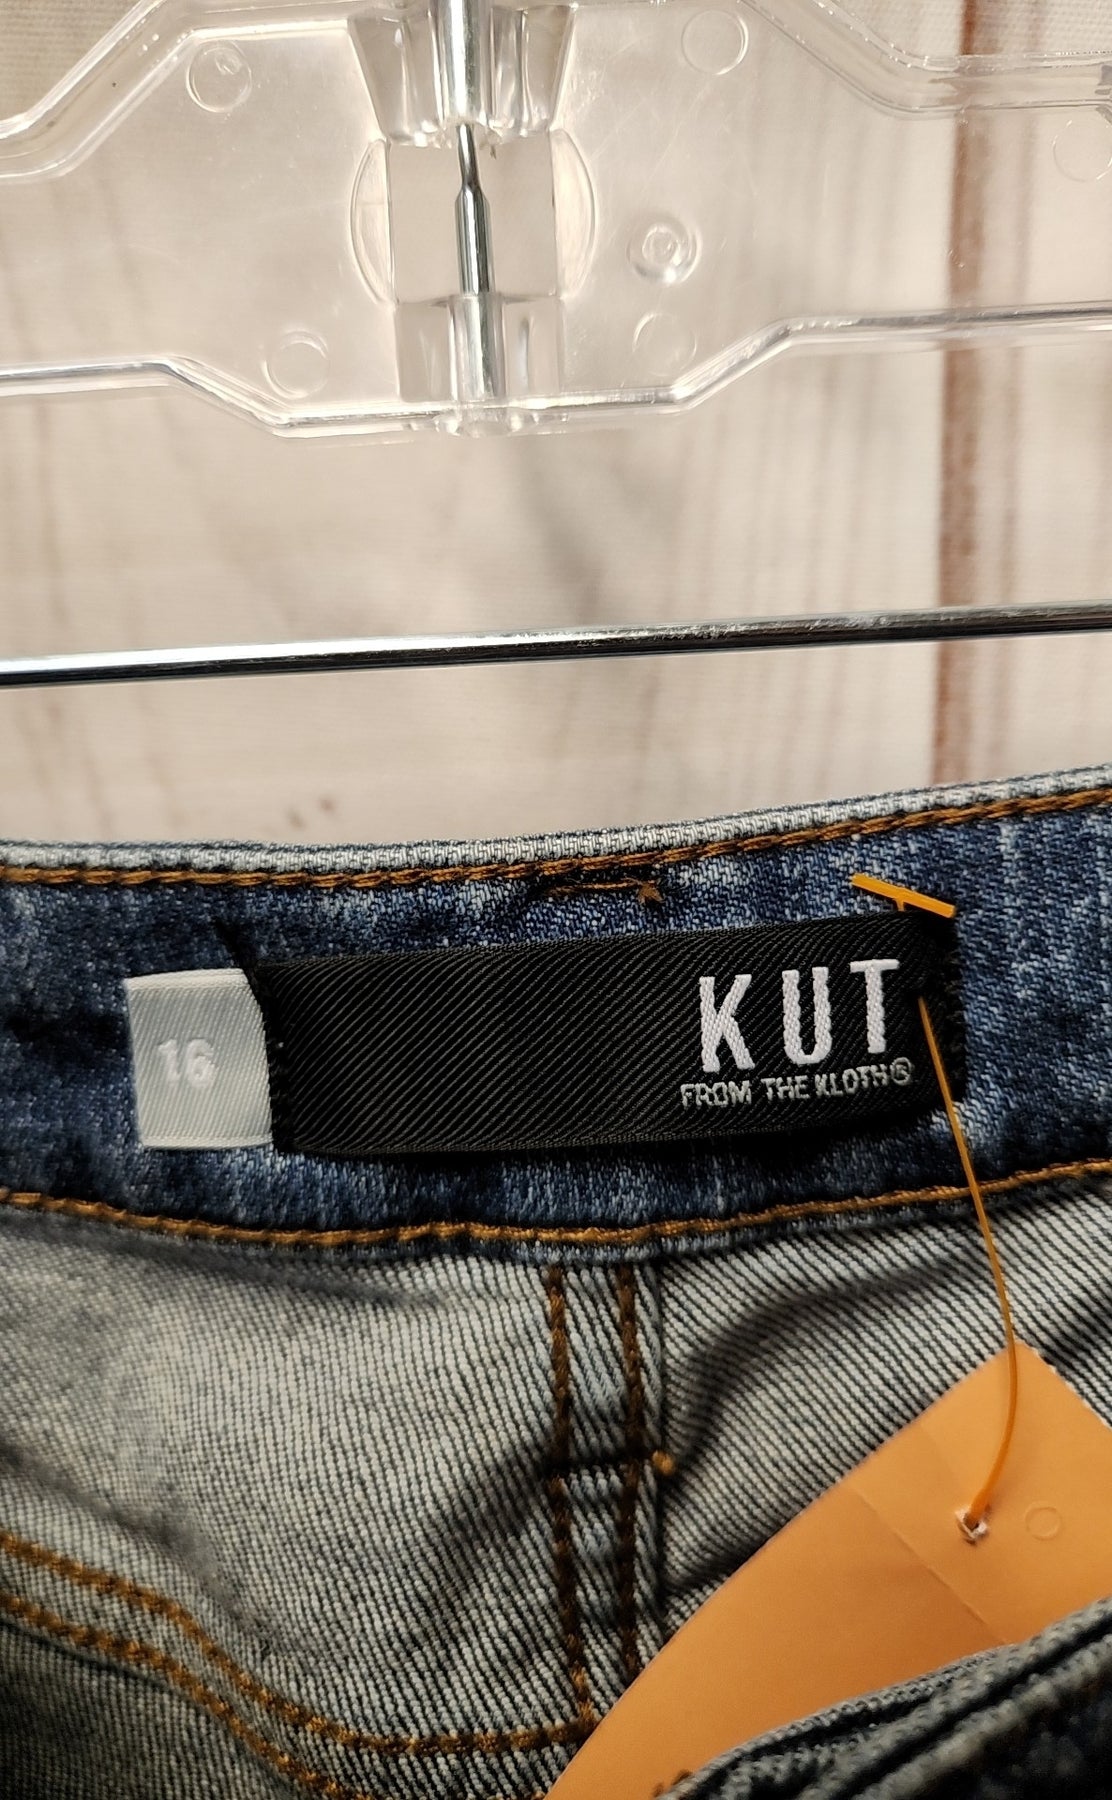 16
KUT
FROM THE KLOTH®